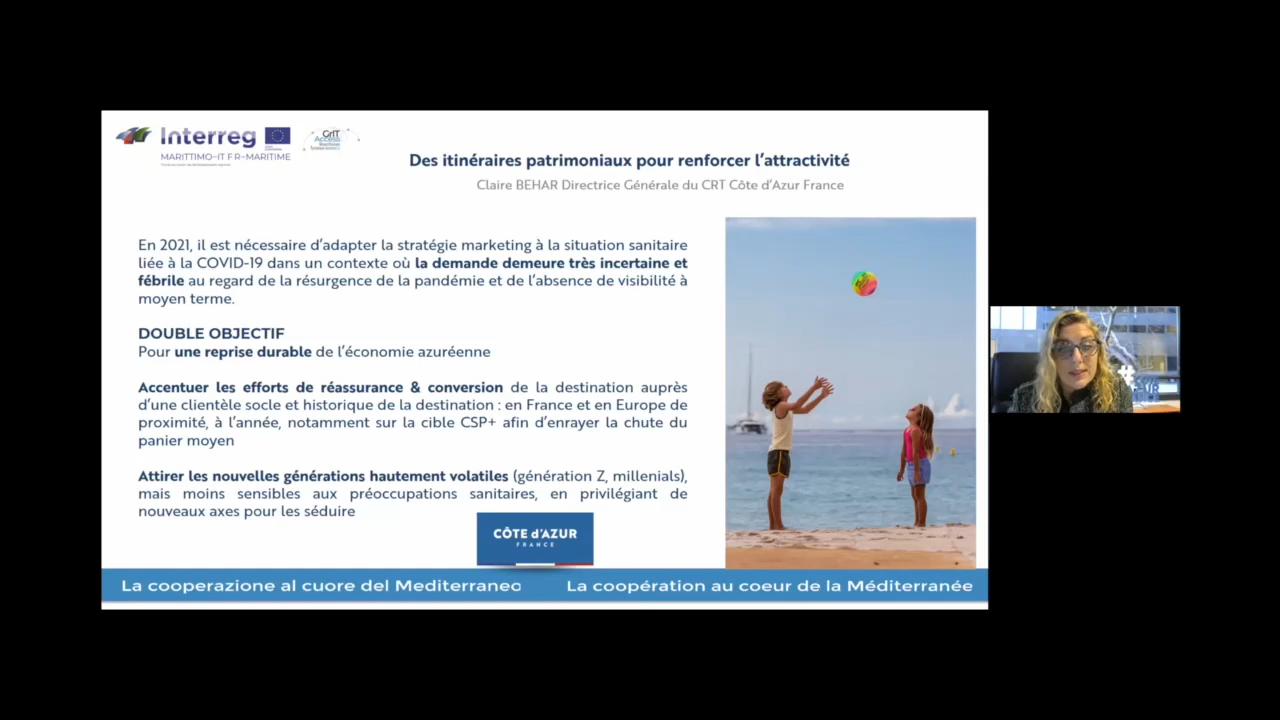 Interreg
MARITTIMO-IT FR-MARITIME
GrIT
Access
Des itinéraires patrimoniaux pour renforcer l'attractivité
Claire BEHAR Directrice Générale du CRT Côte d'Azur France
En 2021, il est nécessaire d'adapter la stratégie marketing à la situation sanitaire
liée à la COVID-19 dans un contexte où la demande demeure très incertaine et
fébrile au regard de la résurgence de la pandémie et de l'absence de visibilité à
moyen terme.
DOUBLE OBJECTIF
Pour une reprise durable de l'économie azuréenne
Accentuer les efforts de réassurance & conversion de la destination auprès
d'une clientèle socle et historique de la destination : en France et en Europe de
proximité, à l'année, notamment sur la cible CSP+ afin d'enrayer la chute du
panier moyen
Attirer les nouvelles générations hautement volatiles (génération Z, millenials),
mais moins sensibles aux préoccupations sanitaires, en privilégiant de
nouveaux axes pour les séduire
CÔTE d'AZUR
FRANCE
La cooperazione al cuore del Mediterraneo
La coopération au coeur de la Méditerranée